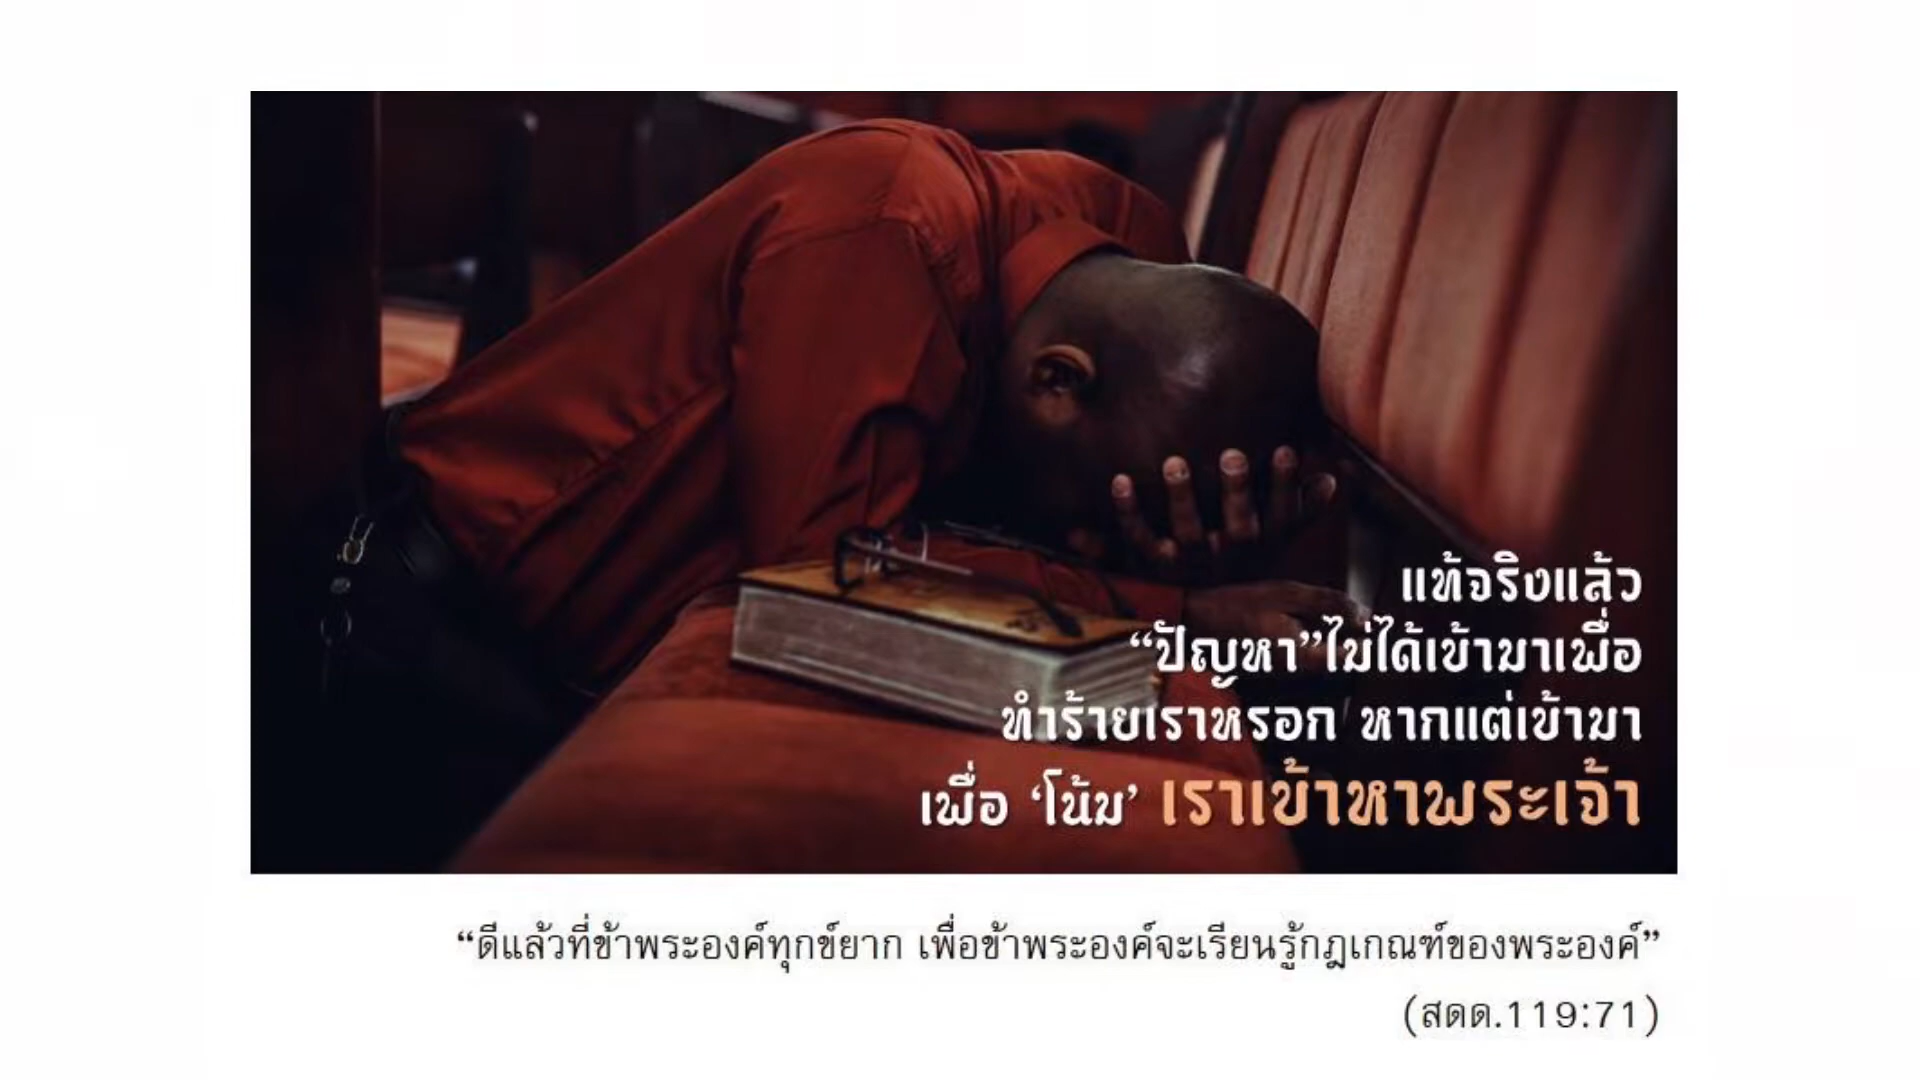 แท้จริงแล้ว
“ปัญหา”ไม่ได้เข้ามาเพื่อ
ทำร้ายเราหรอก หากแต่เข้ามา
เพื่อ ‘โน้ม’ เราเข้าหาพระเจ้า
“ดีแล้วที่ข้าพระองค์ทุกข์ยาก เพื่อข้าพระองค์จะเรียนรู้กฎเกณฑ์ของพระองค์”
(สดด.119:71)